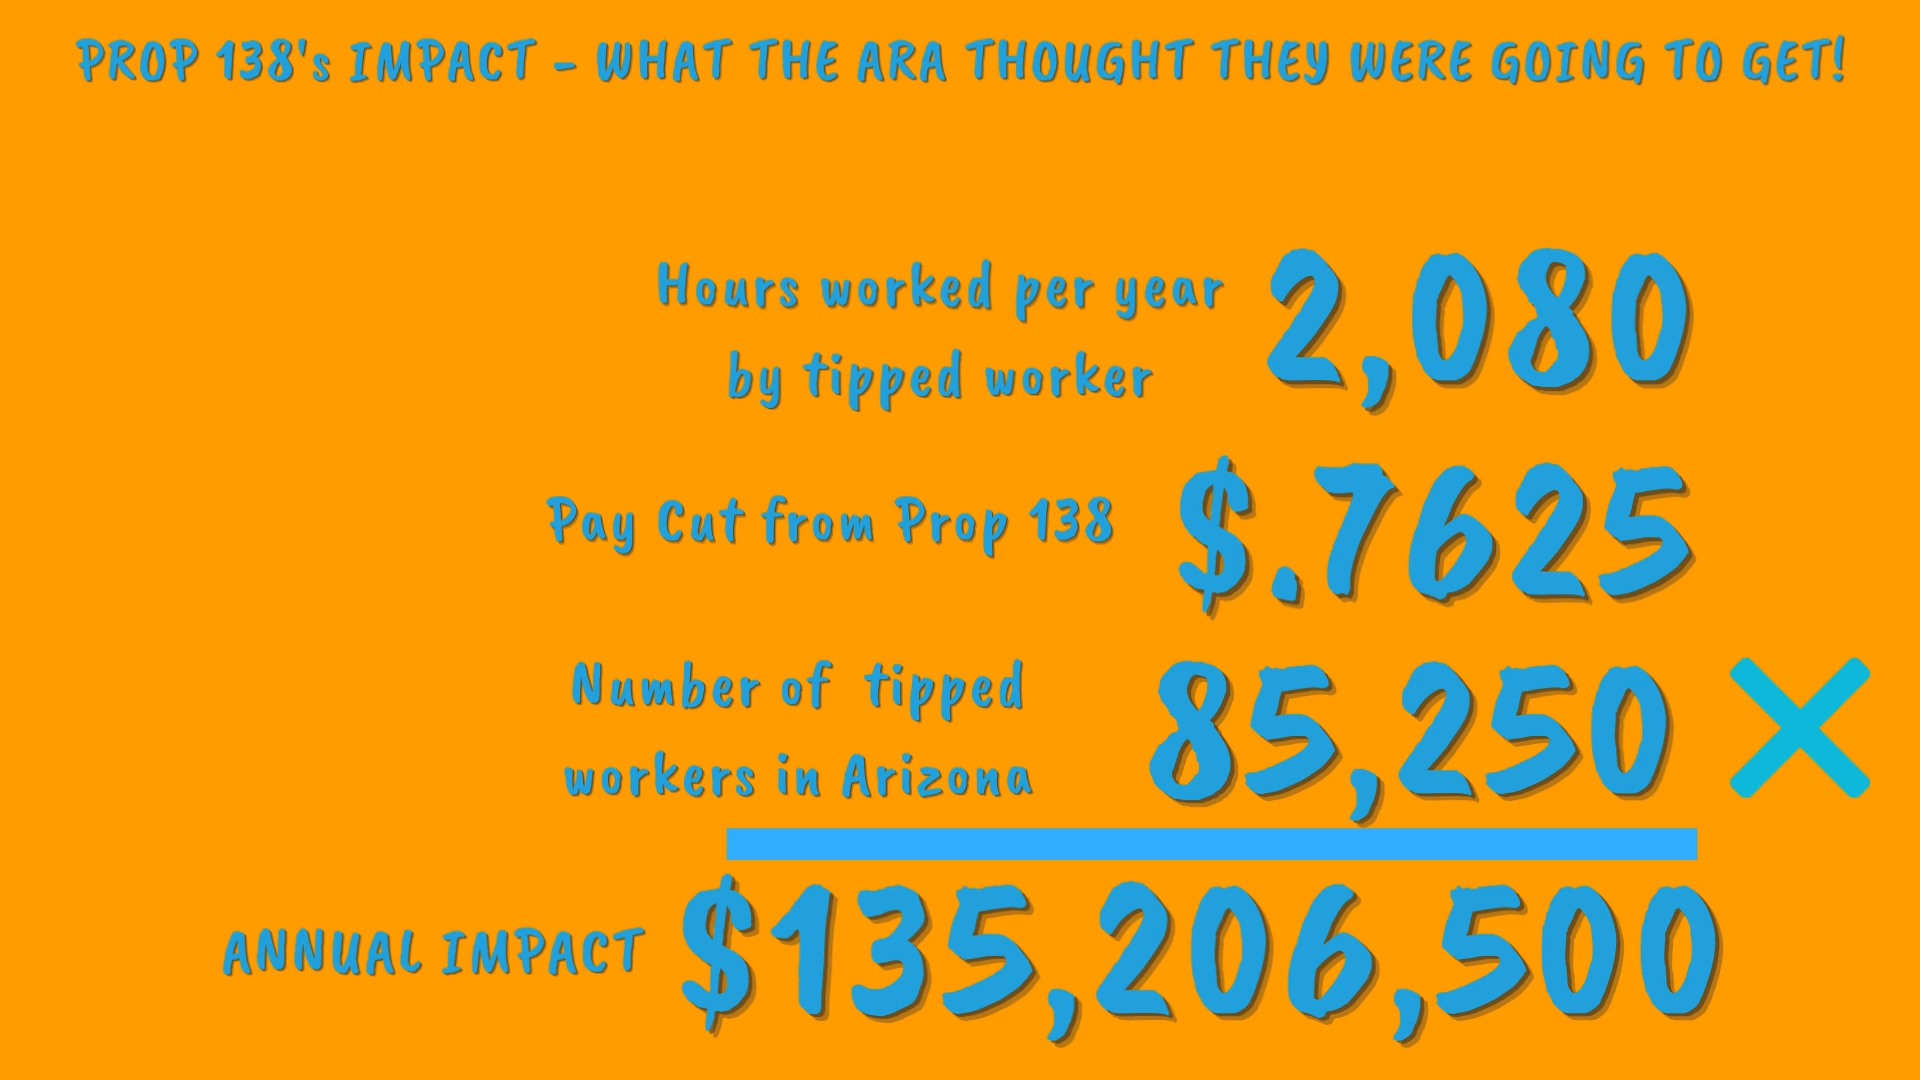 PROP 138's IMPACT - WHAT THE ARA THOUGHT THEY WERE GOING TO GET!
Hours worked per year
by tipped worker
2,080
Pay Cut from Prop 138
$.7625
Number of tipped
workers in Arizona
85,250
ANNUAL IMPACT
$135,206,500